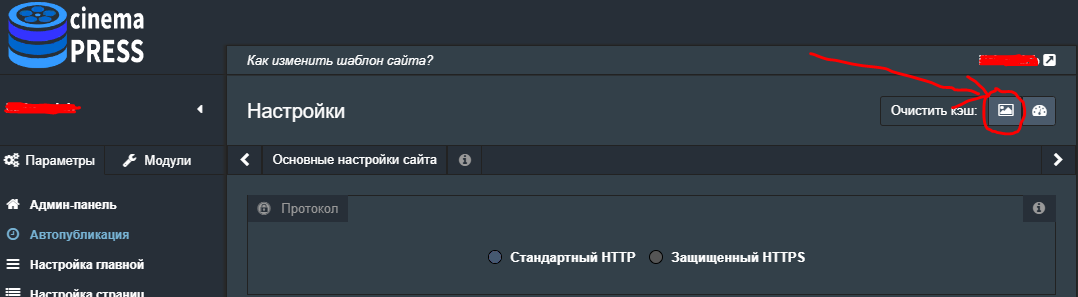 cinema
PRESS
Как изменить шаблон сайта?
Настройки
Очистить кэш:
Параметры
Модули
Основные настройки сайта
Админ-панель
Протокол
Автопубликация
Стандартный HTTP
Защищенный HTTPS
Настройка главной
Настройка страниц